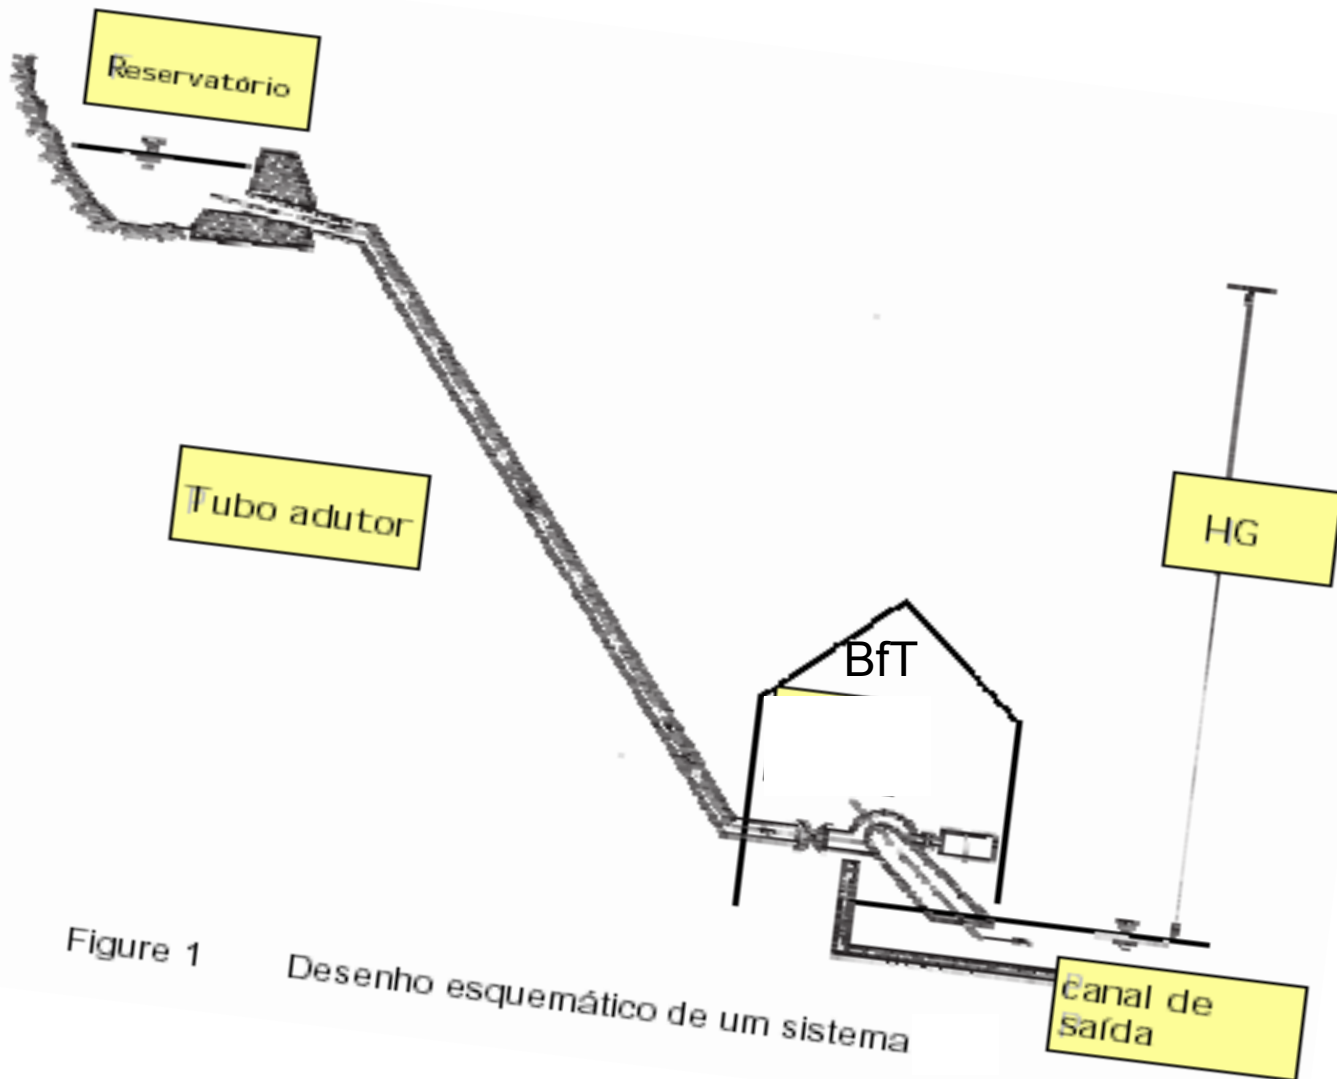 Reservatório
Tubo adutor
HG
BfT
canal de
saída
Figure 1 Desenho esquemático de um sistema